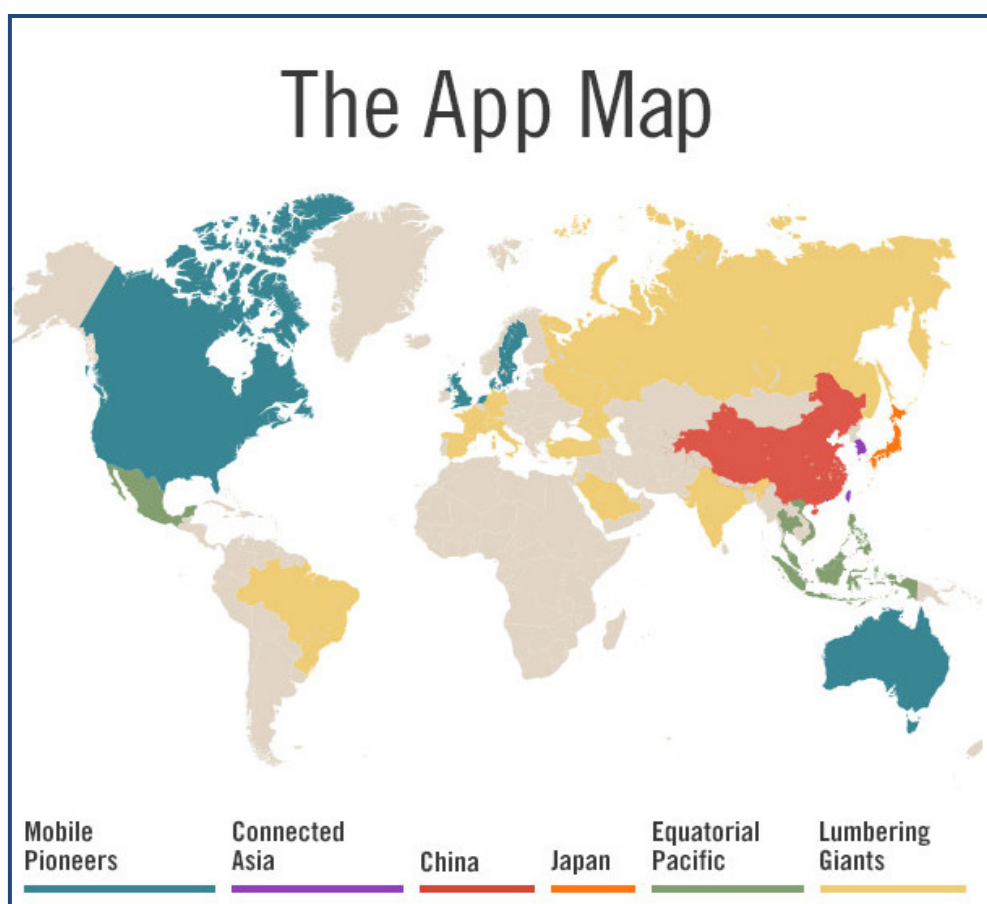 The App Map
Mobile
Pioneers
Connected
Asia
China
Japan
Equatorial
Pacific
Lumbering
Giants